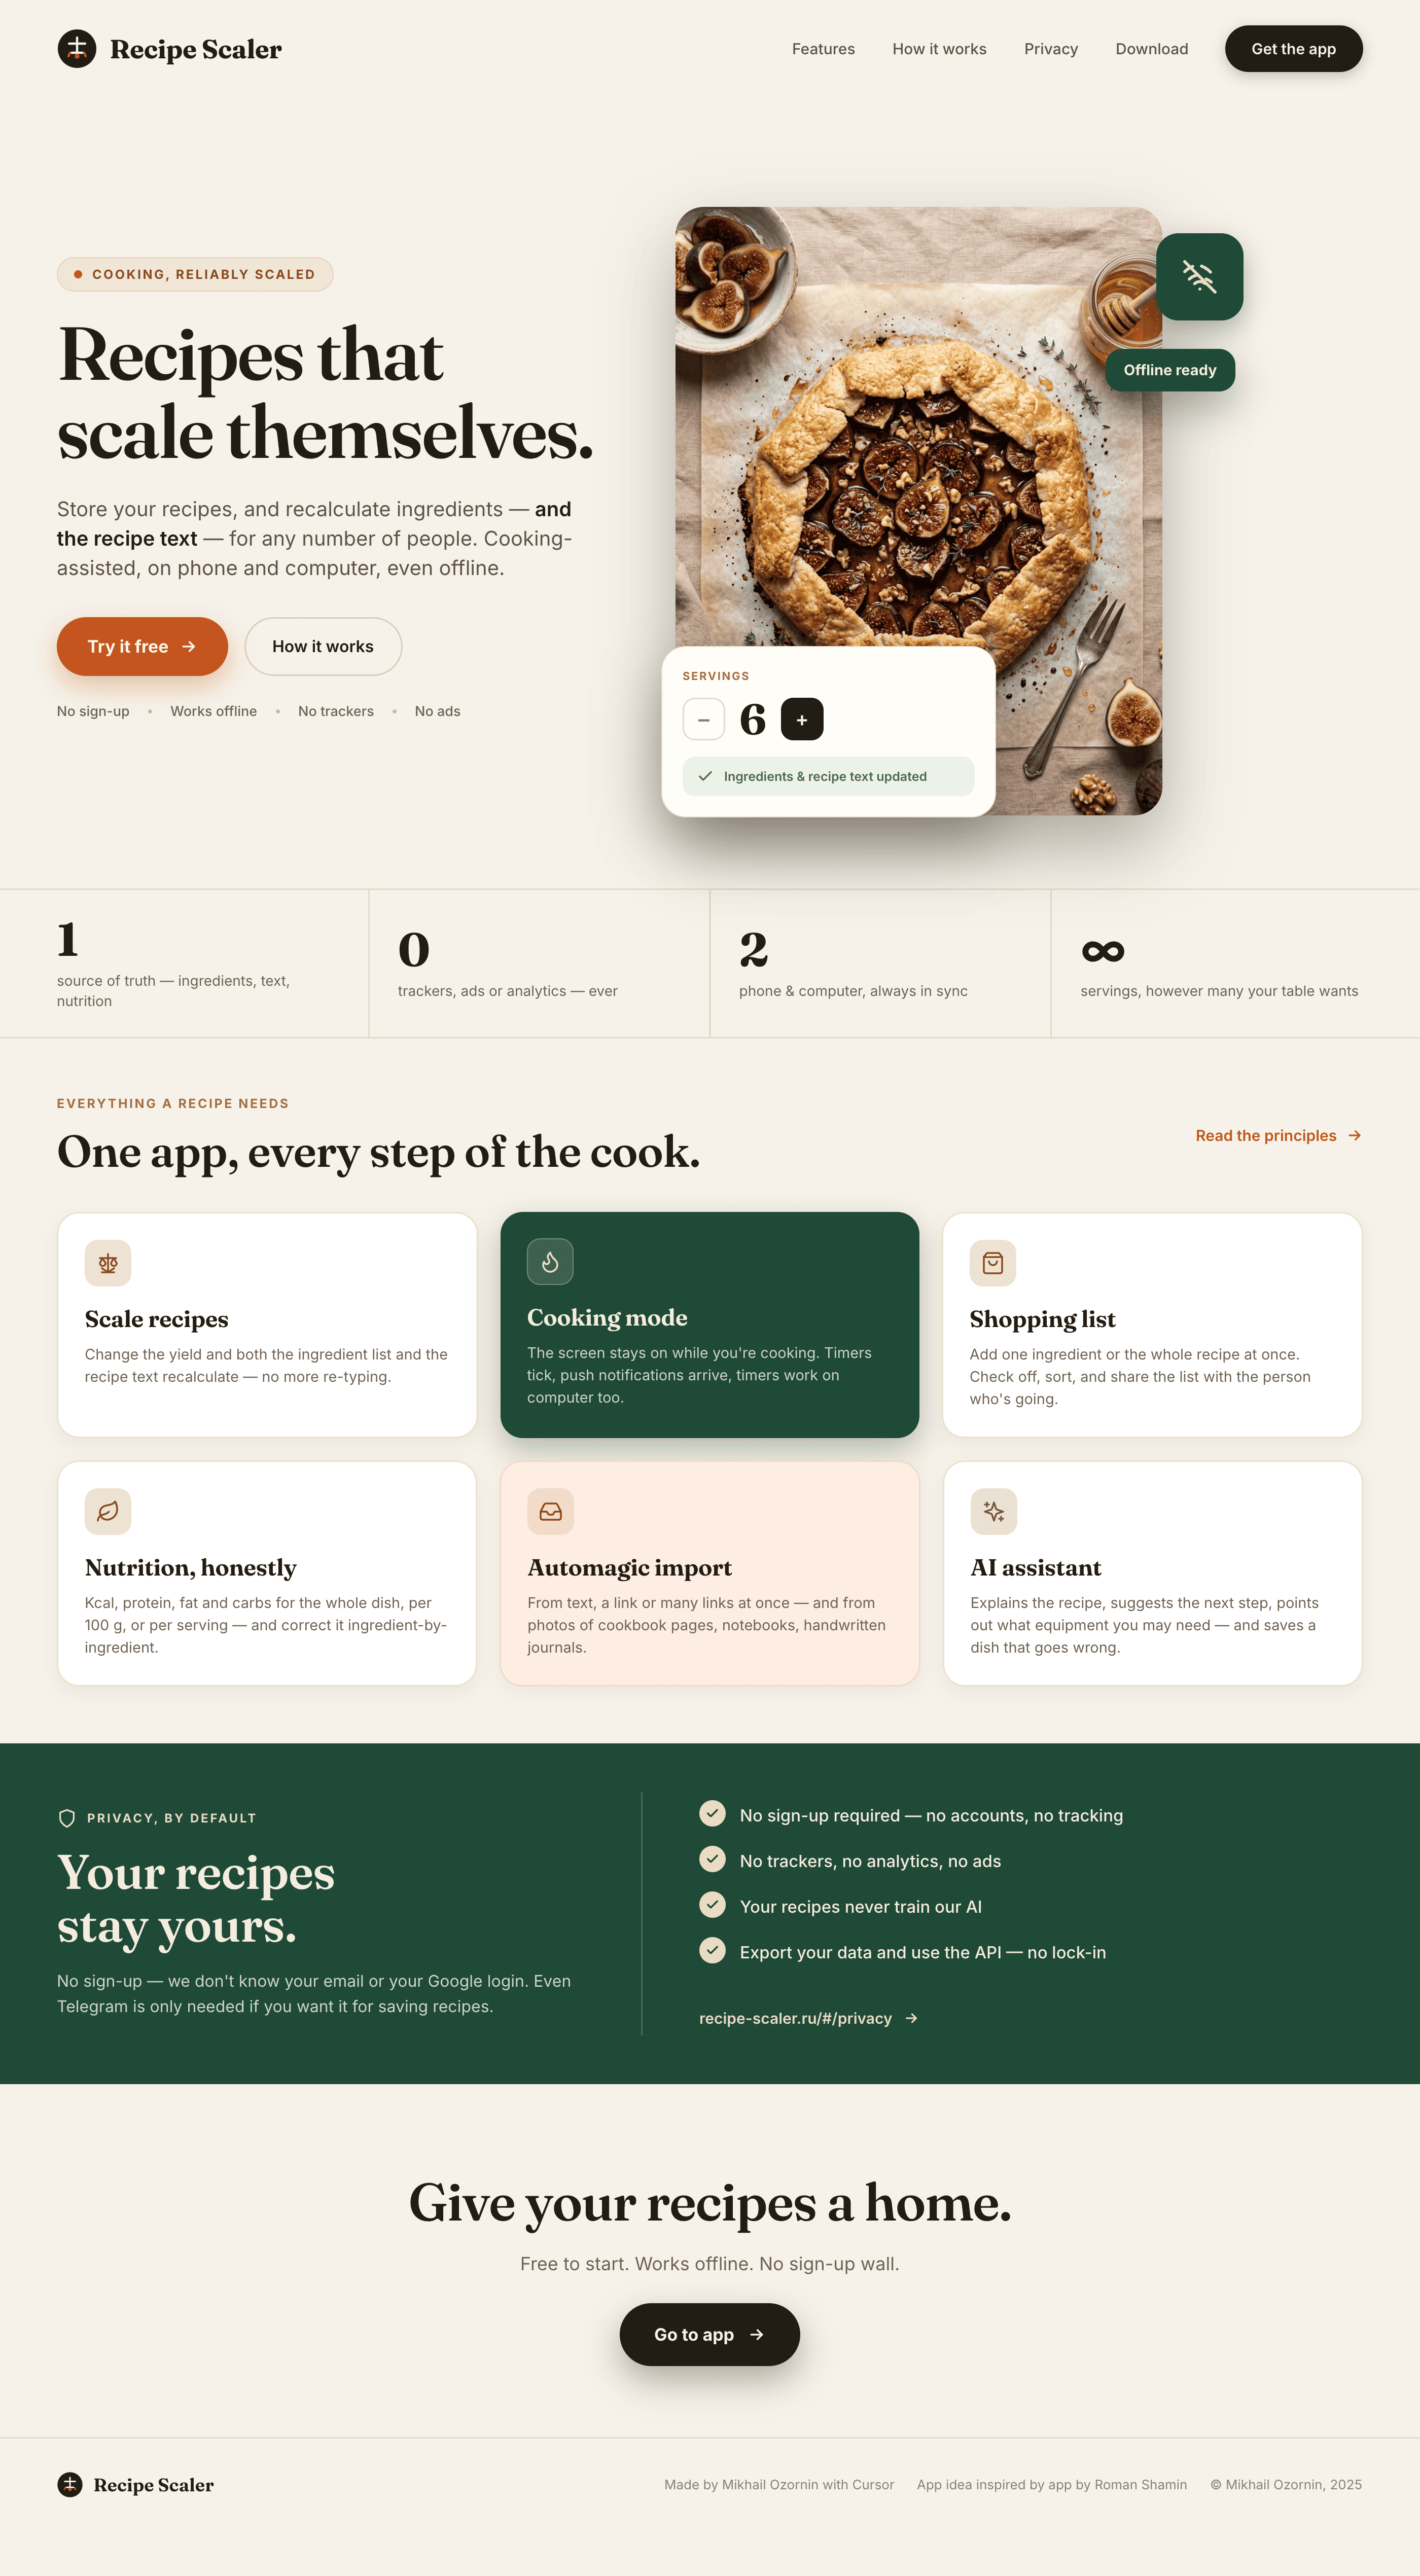 Recipe Scaler
Features
How it works
Privacy
Download
Get the app
COOKING, RELIABLY SCALED
Recipes that
scale themselves.
Store your recipes, and recalculate ingredients — and
the recipe text — for any number of people. Cooking-
assisted, on phone and computer, even offline.
Try it free →
How it works
No sign-up • Works offline • No trackers • No ads
Offline ready
SERVINGS
− 6 +
Ingredients & recipe text updated
1
source of truth — ingredients, text,
nutrition
0
trackers, ads or analytics — ever
2
phone & computer, always in sync
∞
servings, however many your table wants
EVERYTHING A RECIPE NEEDS
One app, every step of the cook.
Read the principles →
Scale recipes
Change the yield and both the ingredient list and the
recipe text recalculate — no more re-typing.
Cooking mode
The screen stays on while you're cooking. Timers
tick, push notifications arrive, timers work on
computer too.
Shopping list
Add one ingredient or the whole recipe at once.
Check off, sort, and share the list with the person
who's going.
Nutrition, honestly
Kcal, protein, fat and carbs for the whole dish, per
100 g, or per serving — and correct it ingredient-by-
ingredient.
Automagic import
From text, a link or many links at once — and from
photos of cookbook pages, notebooks, handwritten
journals.
AI assistant
Explains the recipe, suggests the next step, points
out what equipment you may need — and saves a
dish that goes wrong.
PRIVACY, BY DEFAULT
Your recipes
stay yours.
No sign-up — we don't know your email or your Google login. Even
Telegram is only needed if you want it for saving recipes.
No sign-up required — no accounts, no tracking
No trackers, no analytics, no ads
Your recipes never train our AI
Export your data and use the API — no lock-in
recipe-scaler.ru/#/privacy →
Give your recipes a home.
Free to start. Works offline. No sign-up wall.
Go to app →
Recipe Scaler
Made by Mikhail Ozornin with Cursor
App idea inspired by app by Roman Shamin
© Mikhail Ozornin, 2025